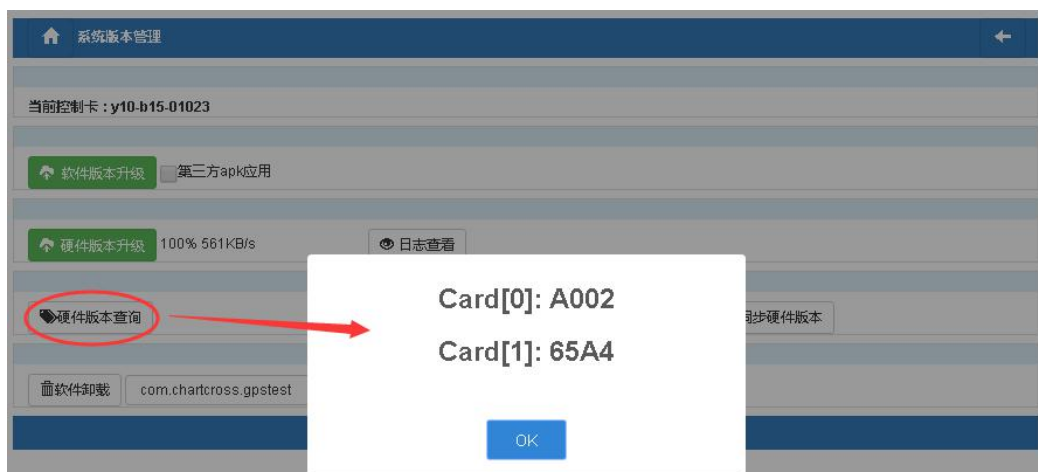 系统版本管理
当前控制卡 : y10-b15-01023
软件版本升级 第三方apk应用
硬件版本升级 100% 561KB/s 日志查看
Card[0]: A002
硬件版本查询 同步硬件版本
Card[1]: 65A4
软件卸载 com.chartcross.gpstest
OK